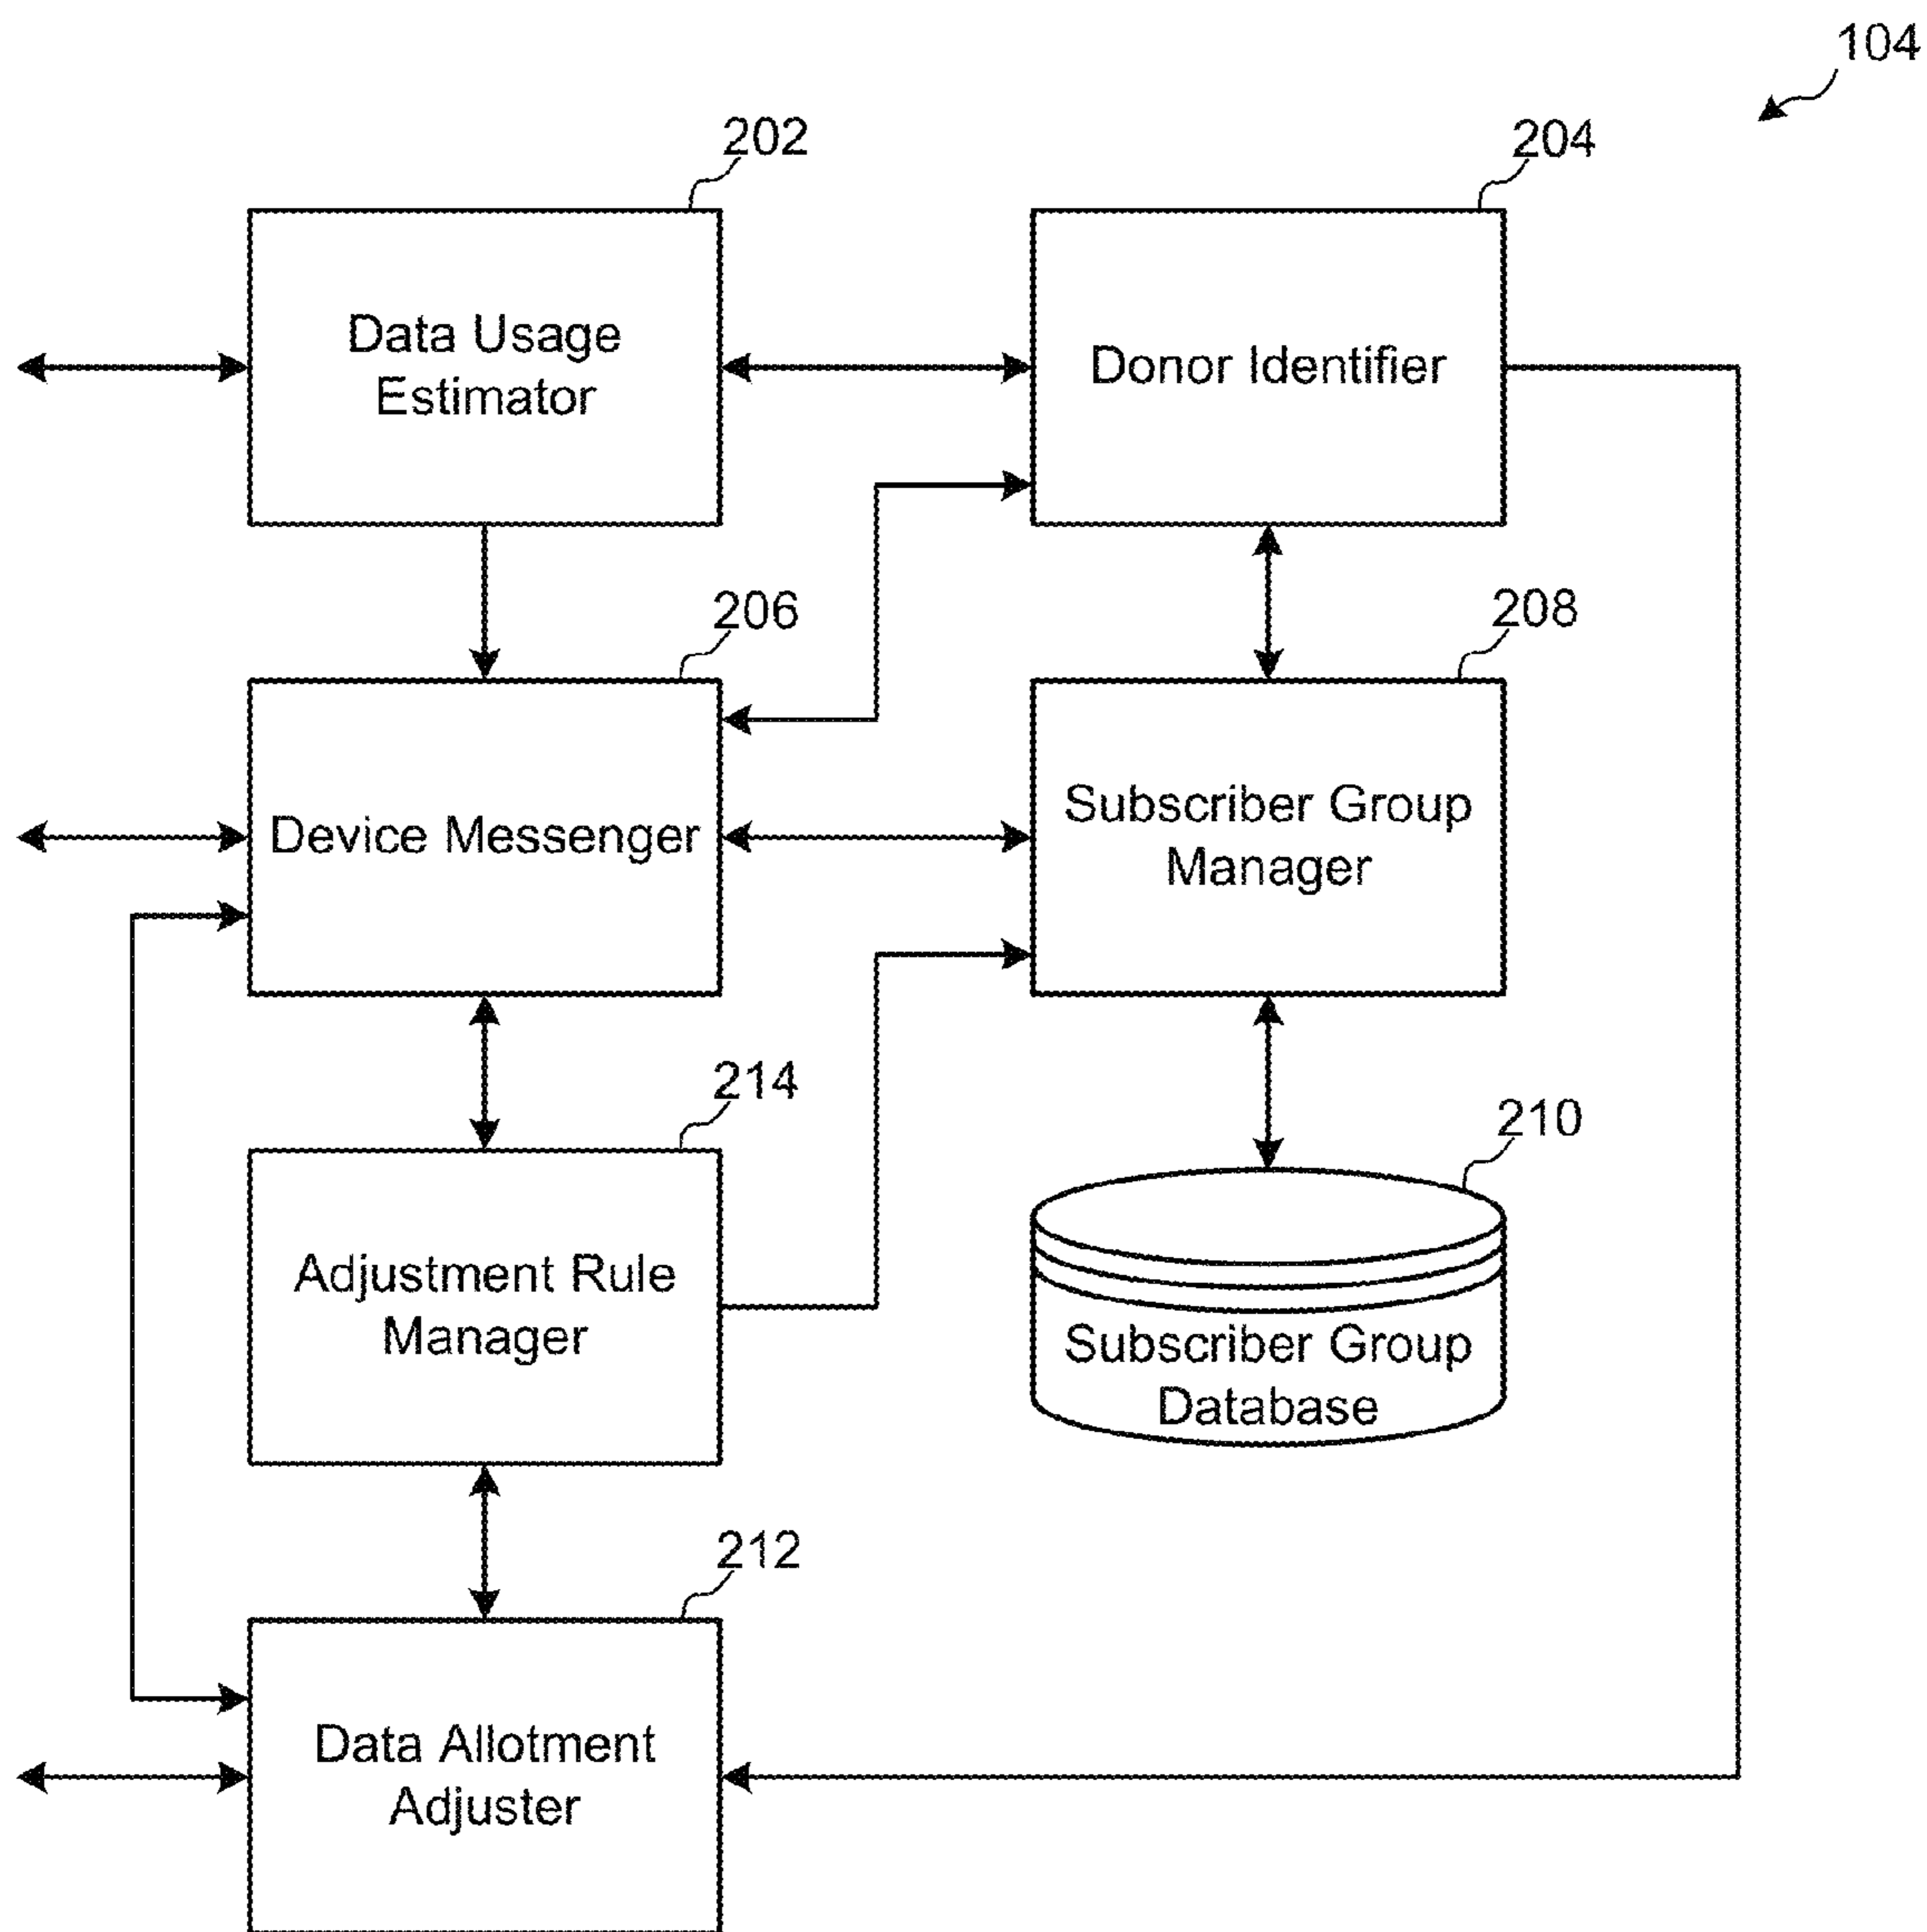 104
202
204
Data Usage
Estimator
Donor Identifier
206
208
Device Messenger
Subscriber Group
Manager
214
210
Adjustment Rule
Manager
Subscriber Group
Database
212
Data Allotment
Adjuster